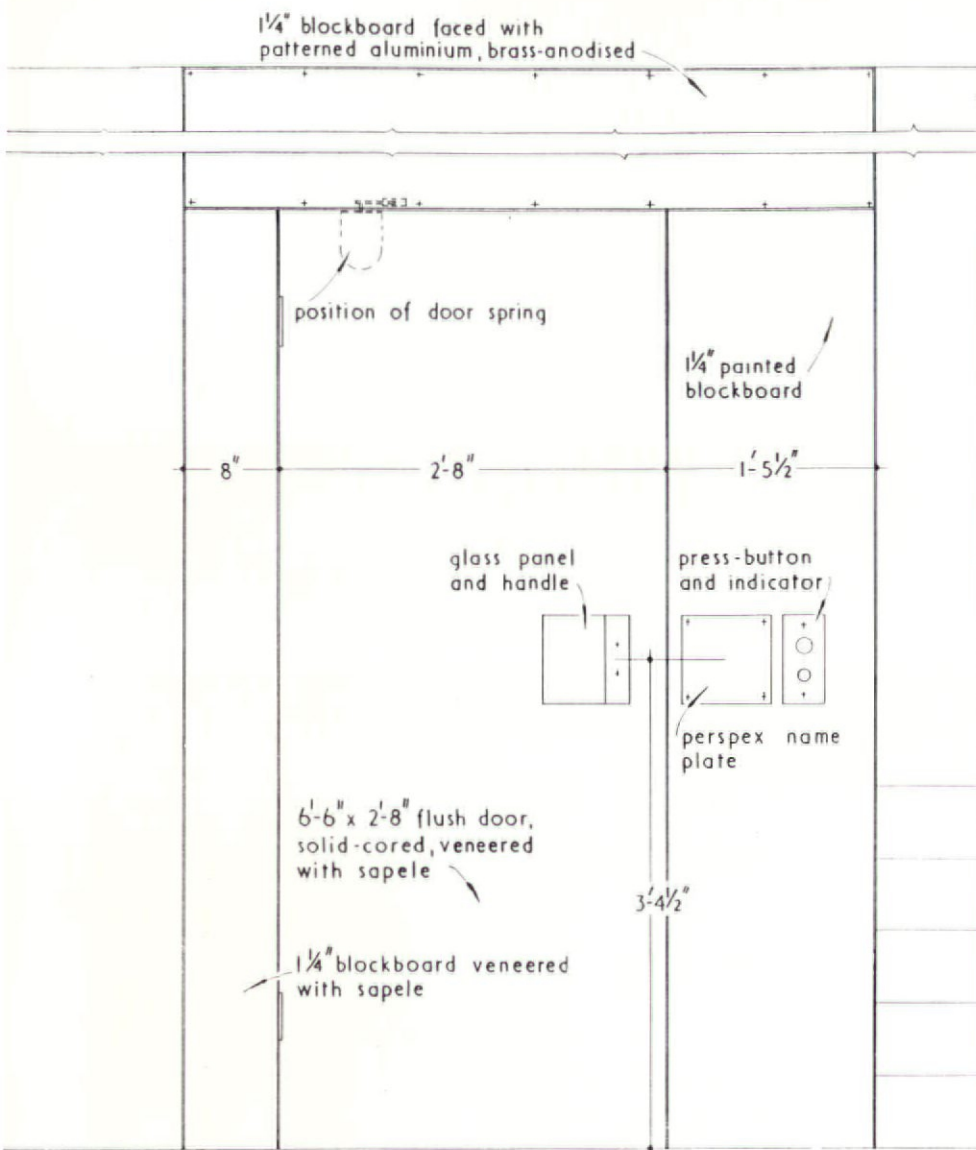 1¼" blockboard faced with
patterned aluminium, brass-anodised
position of door spring
1¼" painted
blockboard
8"
2'-8"
1'-5½"
glass panel
and handle
press-button
and indicator
perspex name
plate
6'-6" x 2'-8" flush door,
solid-cored, veneered
with sapele
3'-4½"
1¼" blockboard veneered
with sapele